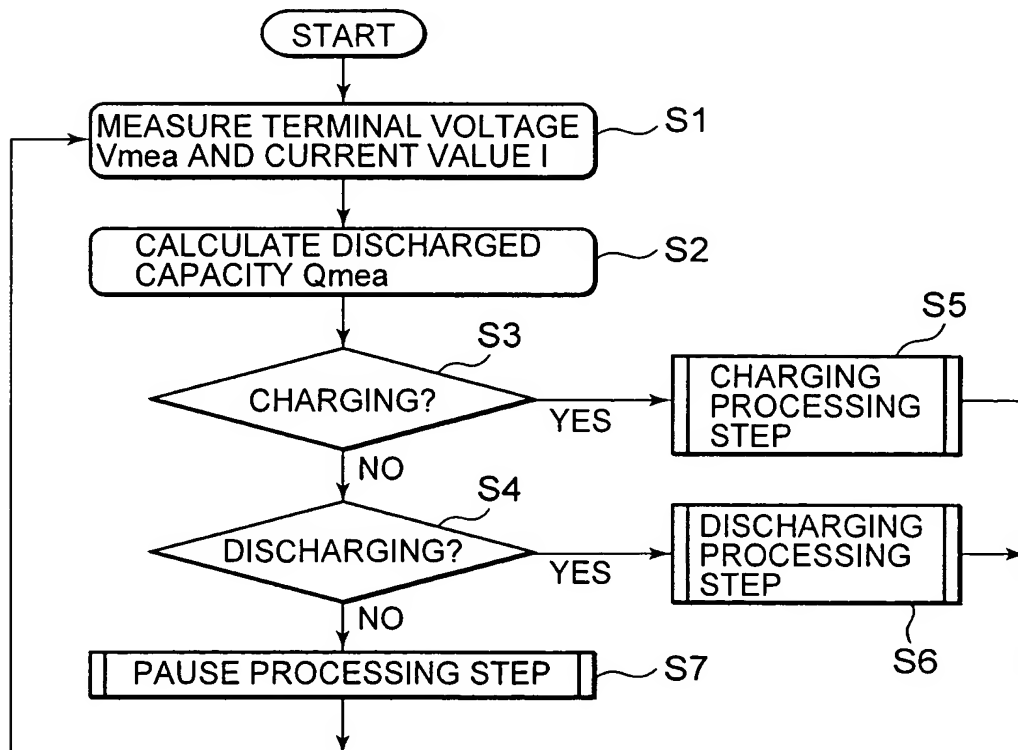 START
MEASURE TERMINAL VOLTAGE
Vmea AND CURRENT VALUE I
S1
CALCULATE DISCHARGED
CAPACITY Qmea
S2
S3
CHARGING?
YES
NO
S5
CHARGING
PROCESSING
STEP
S4
DISCHARGING?
YES
NO
DISCHARGING
PROCESSING
STEP
S6
PAUSE PROCESSING STEP
S7